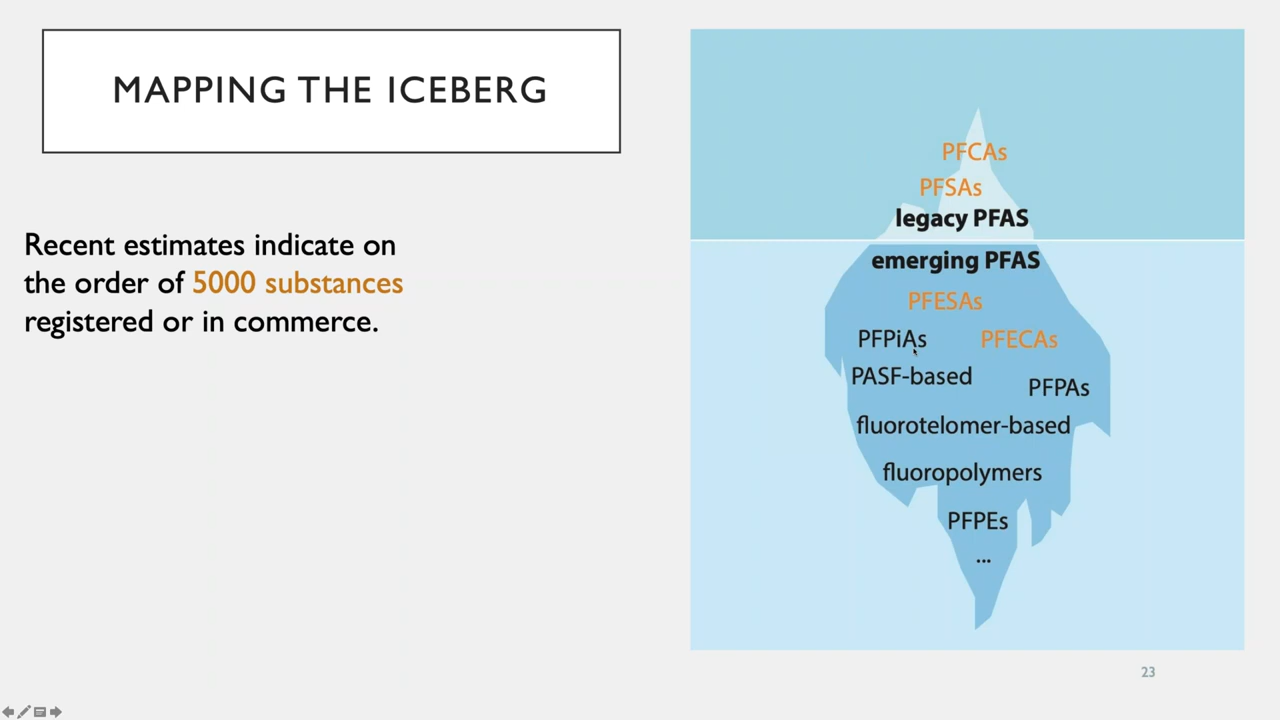 MAPPING THE ICEBERG
Recent estimates indicate on
the order of 5000 substances
registered or in commerce.
PFCAs
PFSAs
legacy PFAS
emerging PFAS
PFESAs
PFPiAs PFECAs
PASF-based
PFPAs
fluorotelomer-based
fluoropolymers
PFPEs
...
23